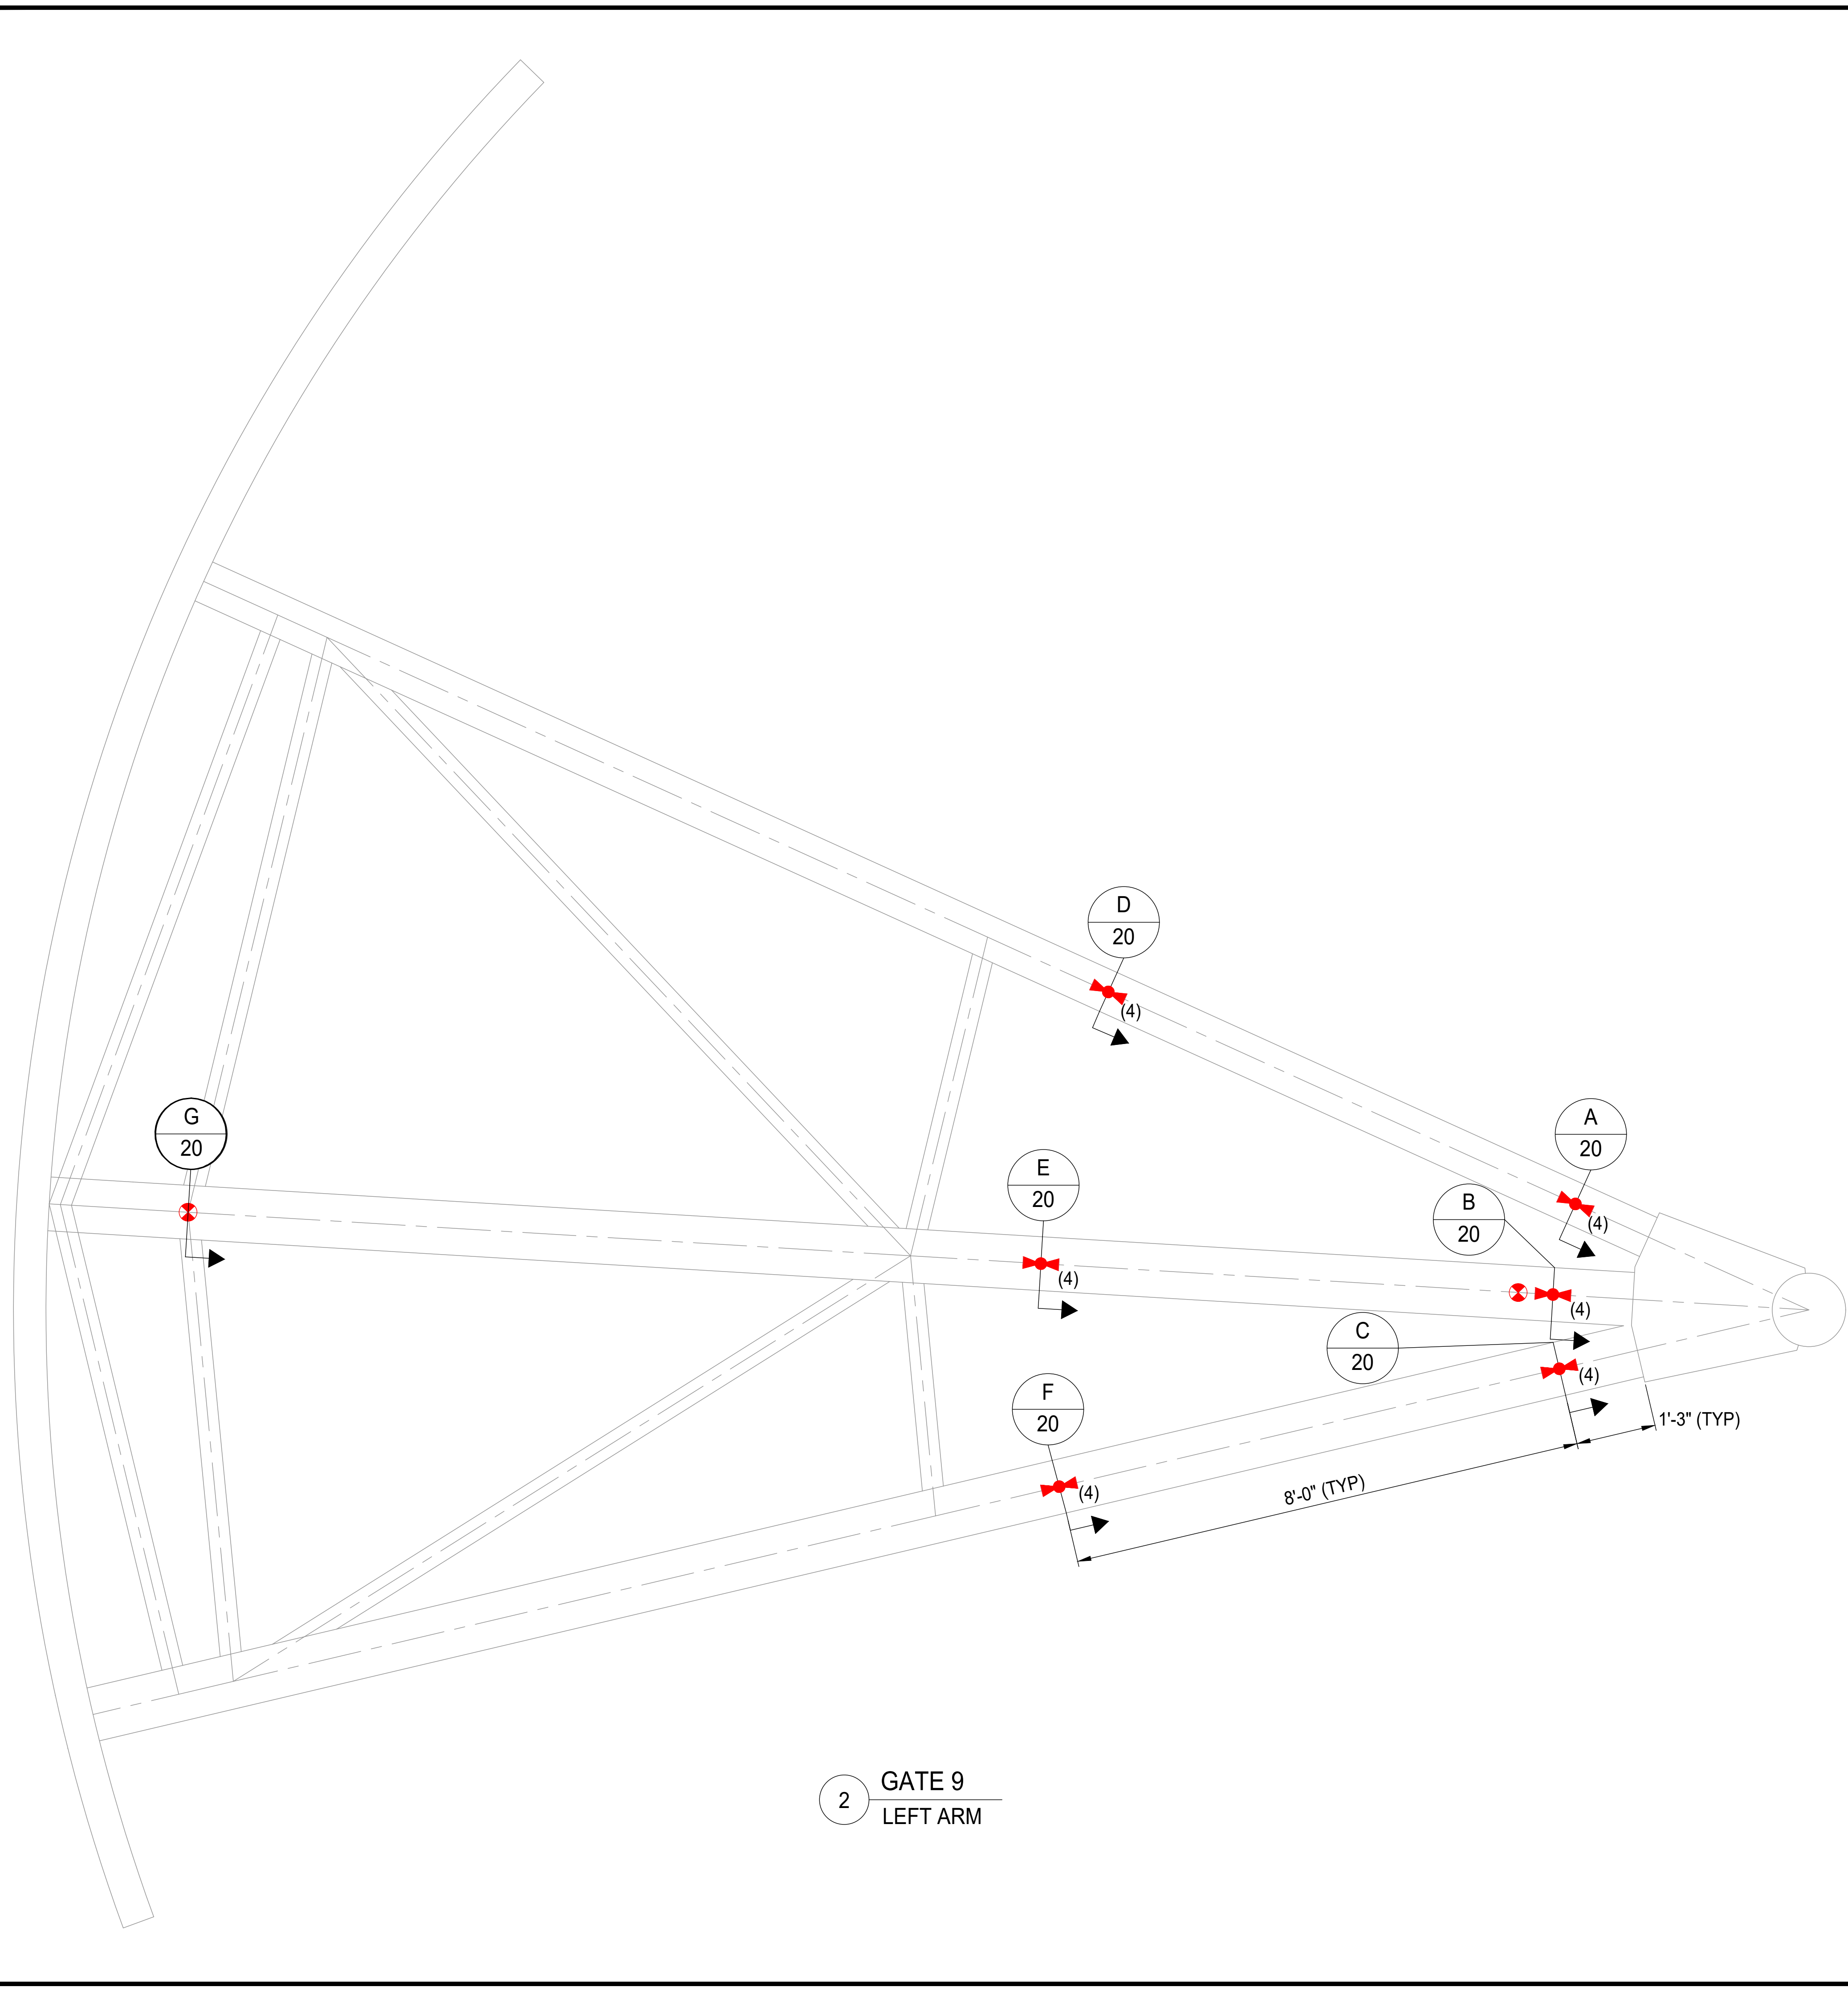 D
20
(4)
G
20
A
20
E
20
B
20
(4)
(4)
(4)
C
20
(4)
F
20
1'-3" (TYP)
8'-0" (TYP)
(4)
2
GATE 9
LEFT ARM